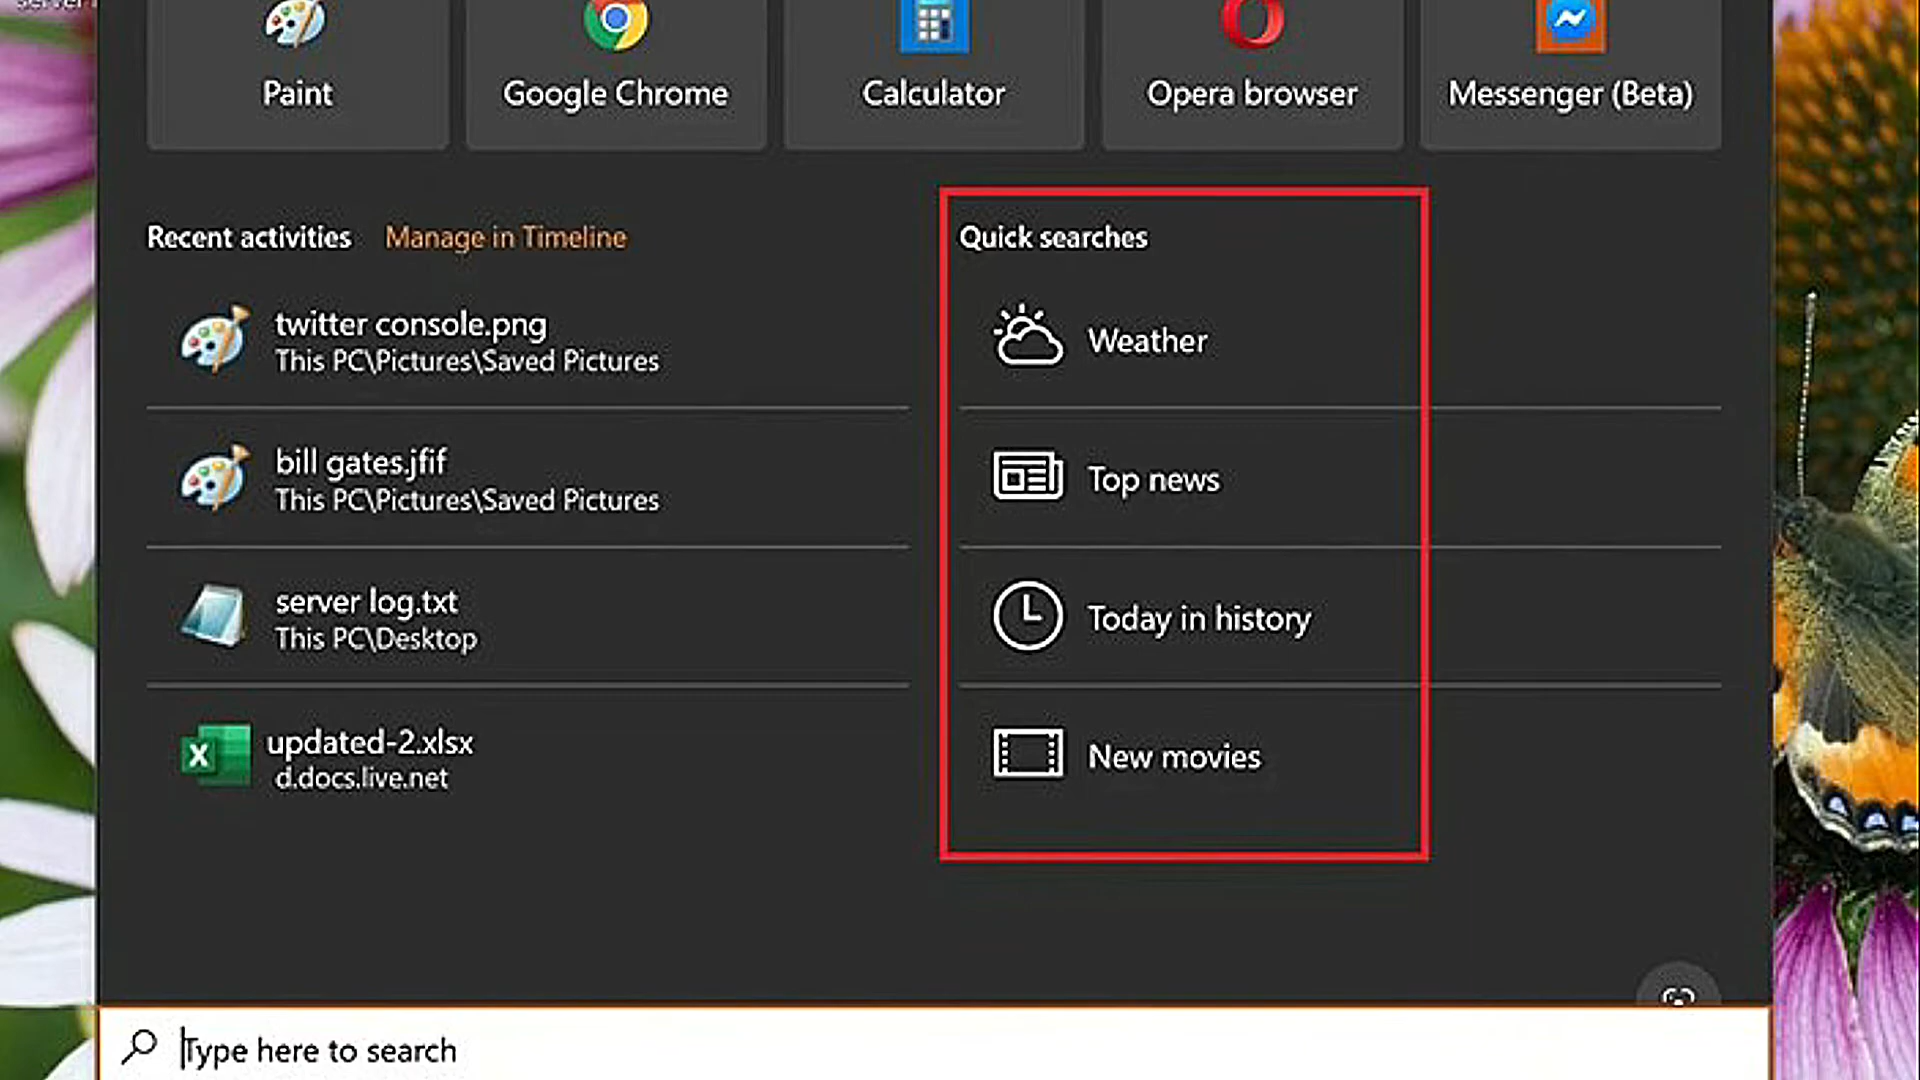 Paint
Google Chrome
Calculator
Opera browser
Messenger (Beta)
Recent activities Manage in Timeline
twitter console.png
This PC\Pictures\Saved Pictures
bill gates.jfif
This PC\Pictures\Saved Pictures
server log.txt
This PC\Desktop
updated-2.xlsx
d.docs.live.net
Quick searches
Weather
Top news
Today in history
New movies
Type here to search